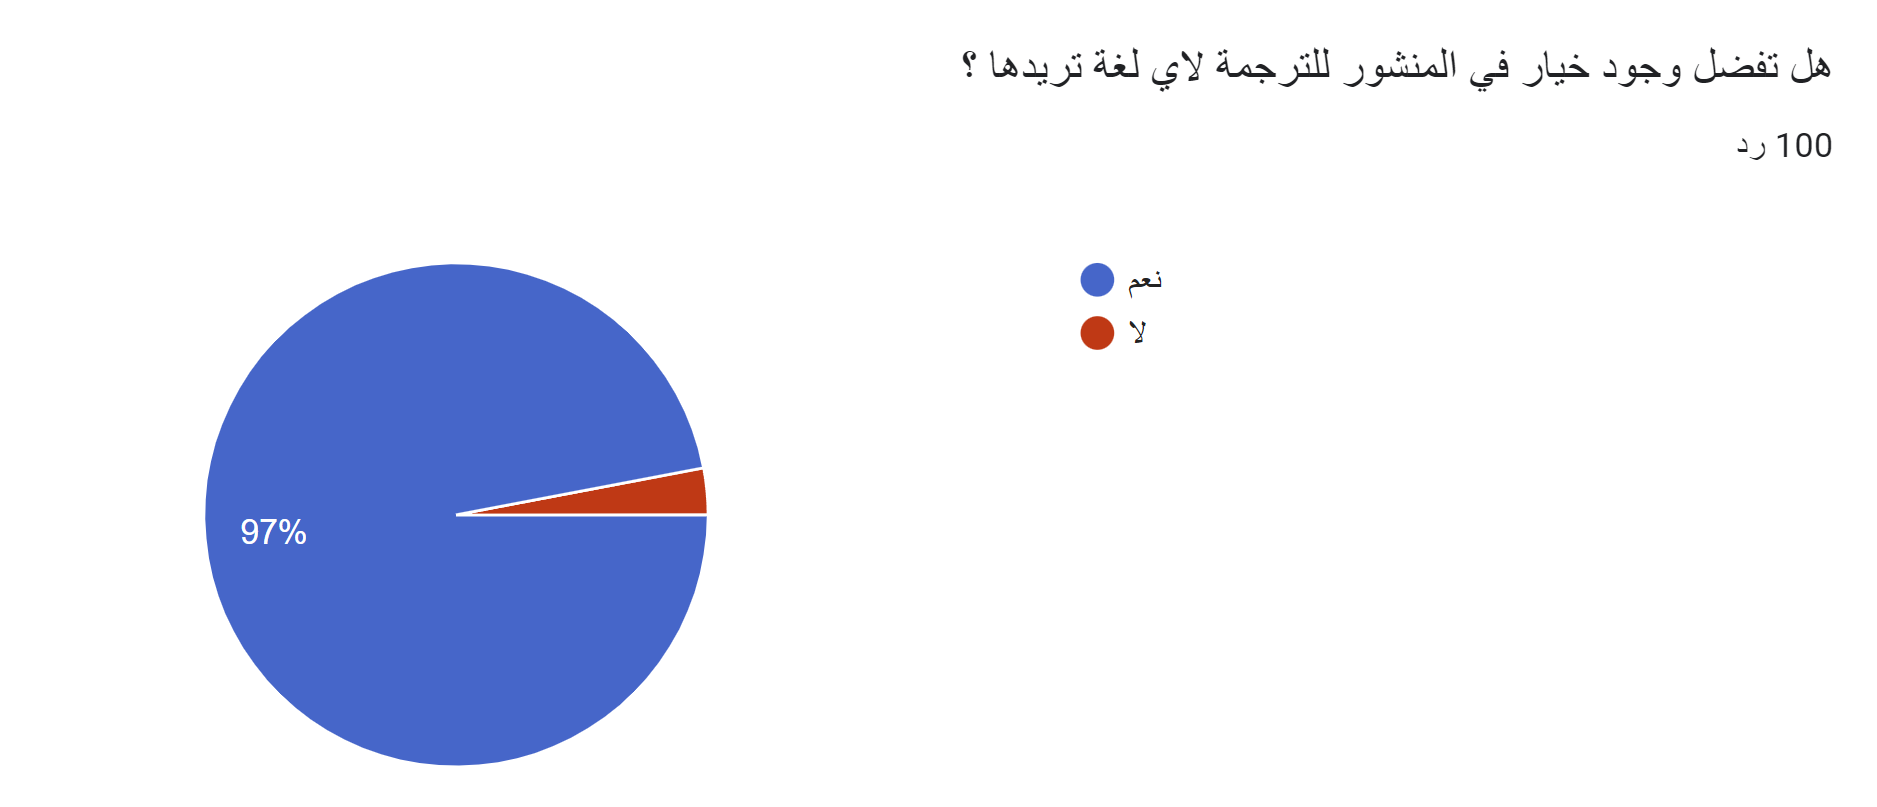 هل تفضل وجود خيار في المنشور للترجمة لاي لغة تريدها ؟
100 رد
نعم
لا
97%